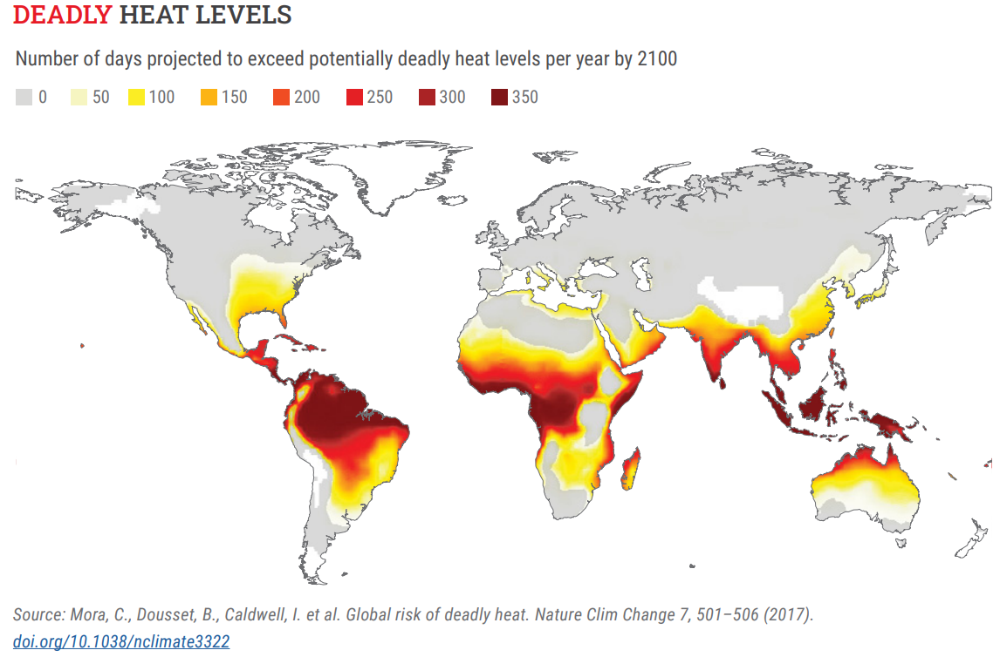 DEADLY HEAT LEVELS
Number of days projected to exceed potentially deadly heat levels per year by 2100
0 50 100 150 200 250 300 350
Source: Mora, C., Dousset, B., Caldwell, I. et al. Global risk of deadly heat. Nature Clim Change 7, 501–506 (2017).
doi.org/10.1038/nclimate3322